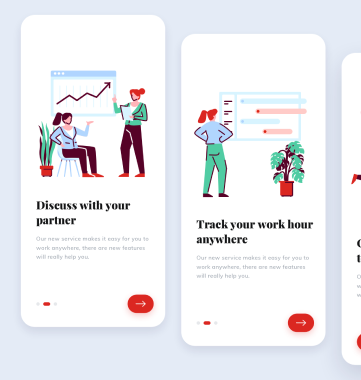 Discuss with your
partner
Our new service makes it easy for you to
work anywhere, there are new features
will really help you.
Track your work hour
anywhere
Our new service makes it easy for you to
work anywhere, there are new features
will really help you.